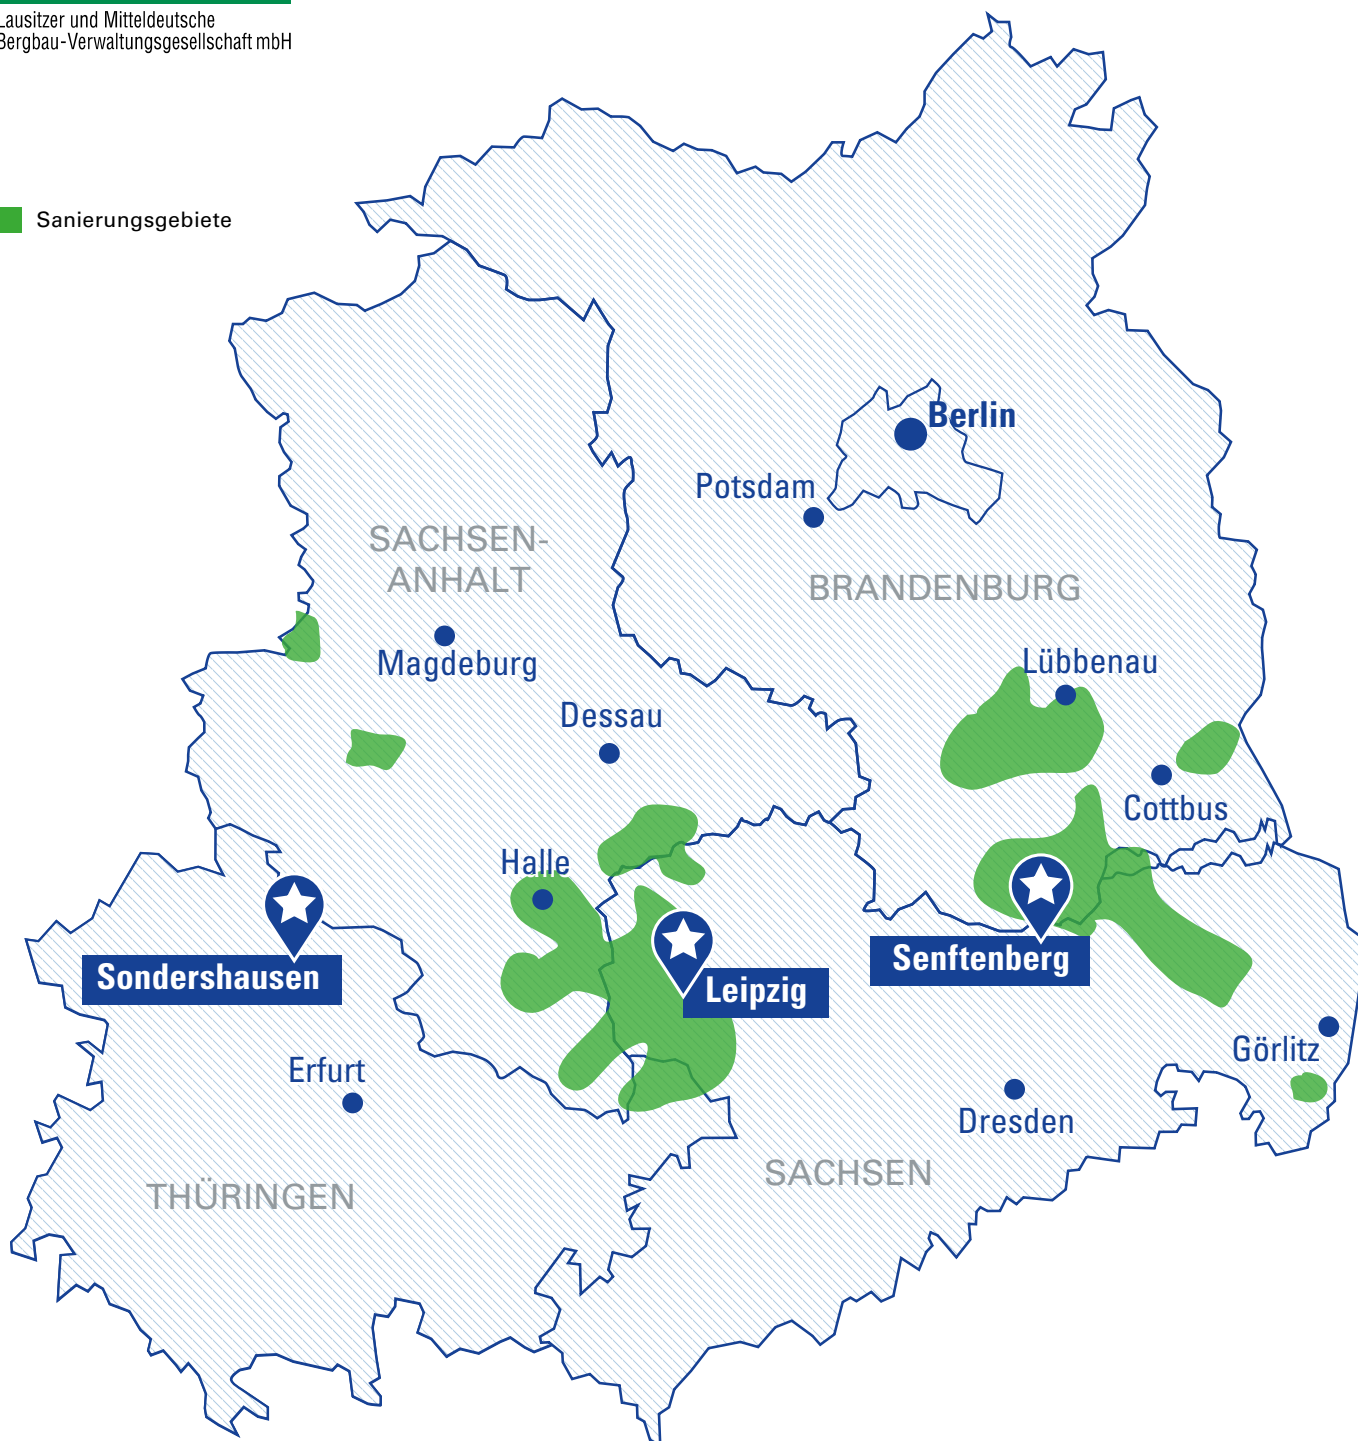 Lausitzer und Mitteldeutsche
Bergbau-Verwaltungsgesellschaft mbH
Sanierungsgebiete
Berlin
Potsdam
SACHSEN-
ANHALT
BRANDENBURG
Magdeburg
Lübbenau
Dessau
Cottbus
Halle
Senftenberg
Sondershausen
Leipzig
Görlitz
Erfurt
Dresden
SACHSEN
THÜRINGEN